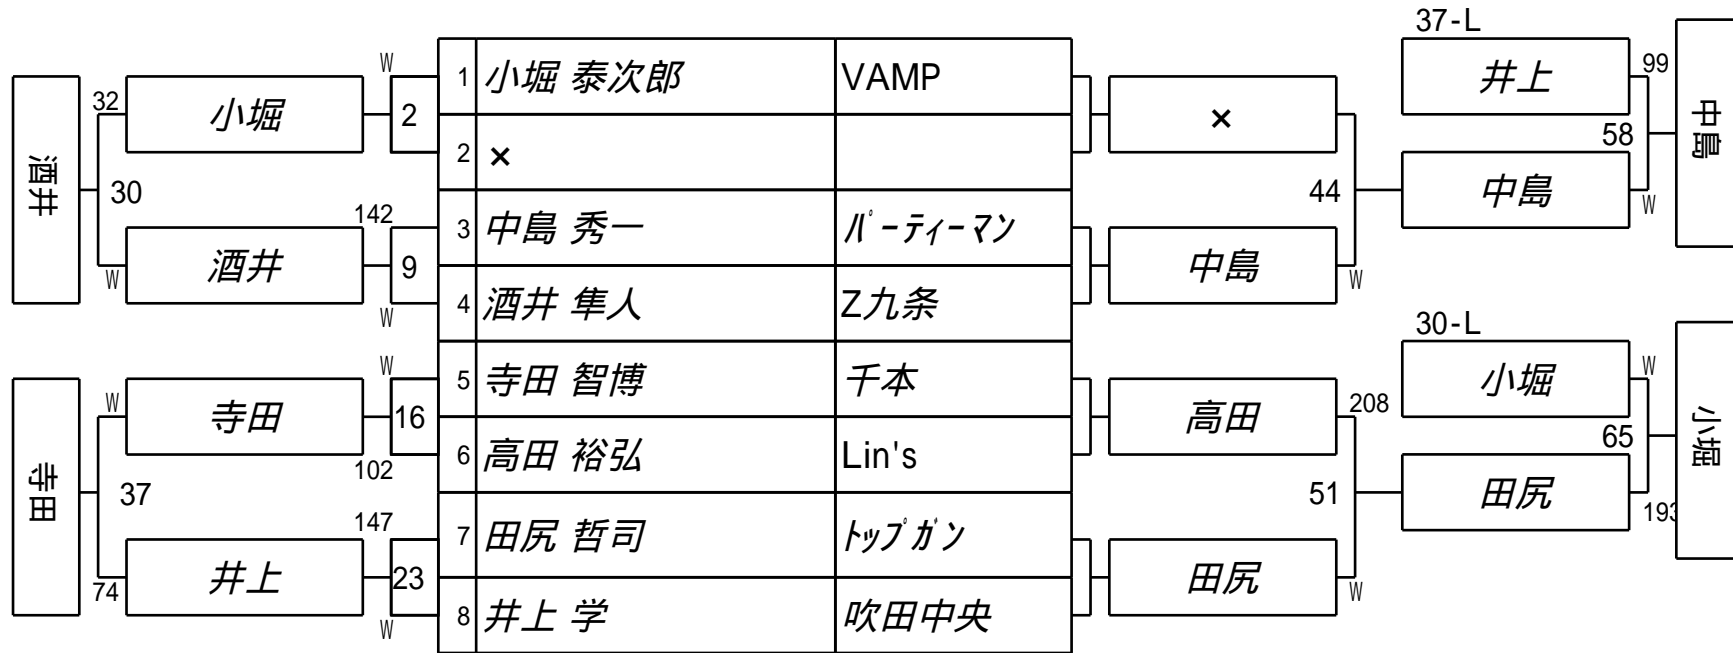 37-L
W
1 小堀 泰次郎 VAMP
井上 99
32 小堀 2
×
中島
58
2 ×
酒井
30
44
中島
W
142
3 中島 秀一 パーティーマン
W 酒井 9
中島
W
W
4 酒井 隼人 Z九条
30-L
W
5 寺田 智博 千本
小堀 W
W 寺田 16
高田 208
小堀
65
102
6 高田 裕弘 Lin's
寺田
37
51
田尻
193
147
7 田尻 哲司 トップガン
74 井上 23
田尻
W
W
8 井上 学 吹田中央